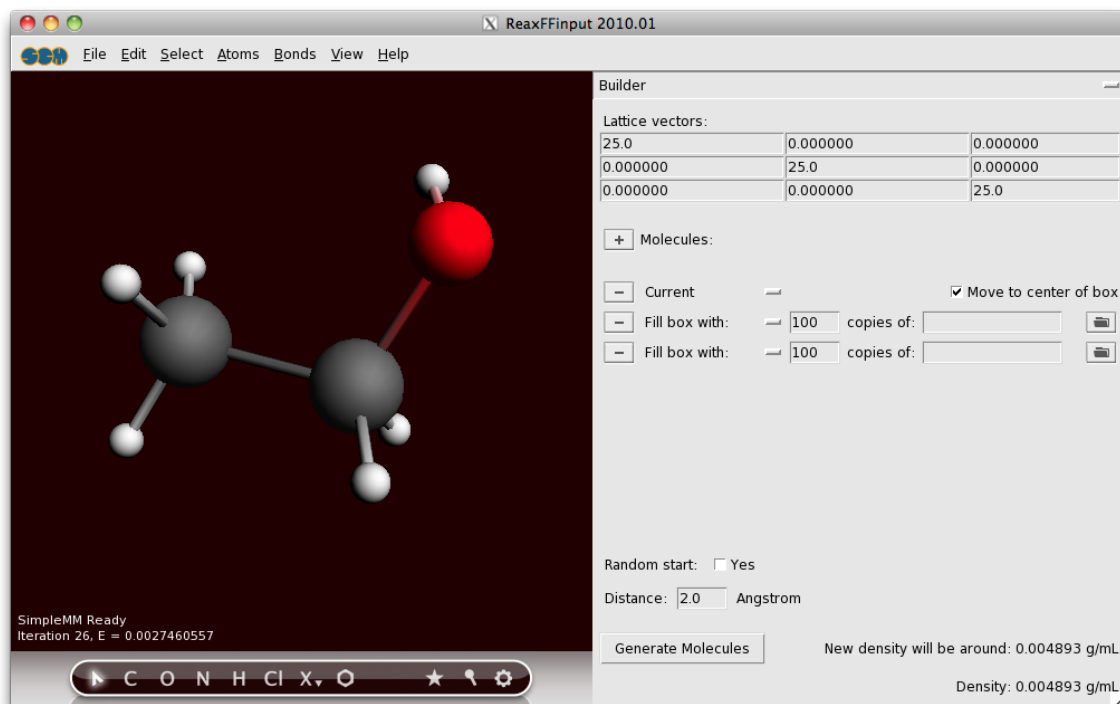 X ReaxFFinput 2010.01
SCM File Edit Select Atoms Bonds View Help
Builder
Lattice vectors:
25.0 0.000000 0.000000
0.000000 25.0 0.000000
0.000000 0.000000 25.0
+ Molecules:
− Current Move to center of box
− Fill box with: 100 copies of:
− Fill box with: 100 copies of:
Random start: Yes
Distance: 2.0 Angstrom
SimpleMM Ready
Iteration 26, E = 0.0027460557
Generate Molecules New density will be around: 0.004893 g/mL
C O N H Cl X
Density: 0.004893 g/mL